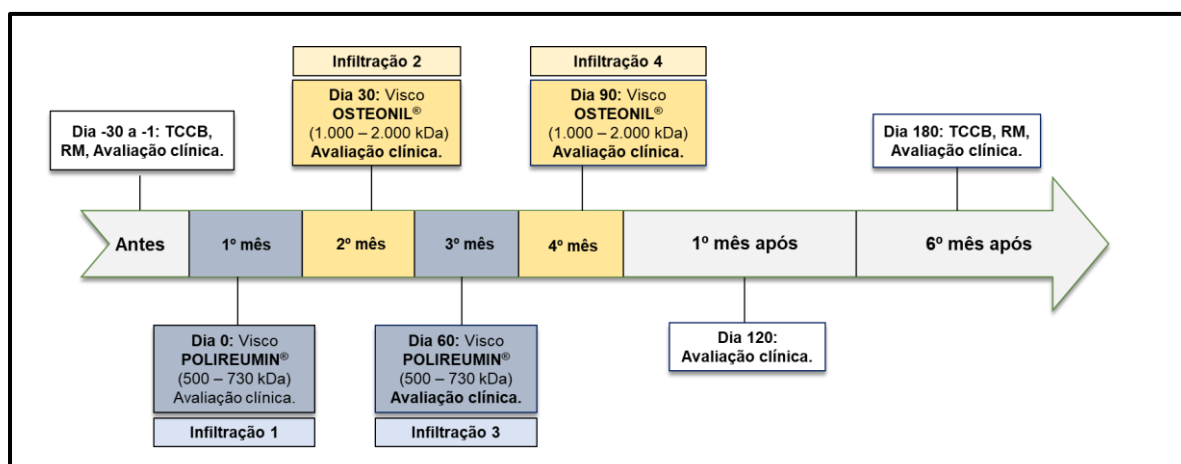 Infiltração 2
Dia 30: Visco
OSTEONIL®
(1.000 – 2.000 kDa)
Avaliação clínica.
Infiltração 4
Dia 90: Visco
OSTEONIL®
(1.000 – 2.000 kDa)
Avaliação clínica.
Dia -30 a -1: TCCB,
RM, Avaliação clínica.
Dia 180: TCCB, RM,
Avaliação clínica.
Antes
1º mês
2º mês
3º mês
4º mês
1º mês após
6º mês após
Dia 0: Visco
POLIREUMIN®
(500 – 730 kDa)
Avaliação clínica.
Infiltração 1
Dia 60: Visco
POLIREUMIN®
(500 – 730 kDa)
Avaliação clínica.
Infiltração 3
Dia 120:
Avaliação clínica.